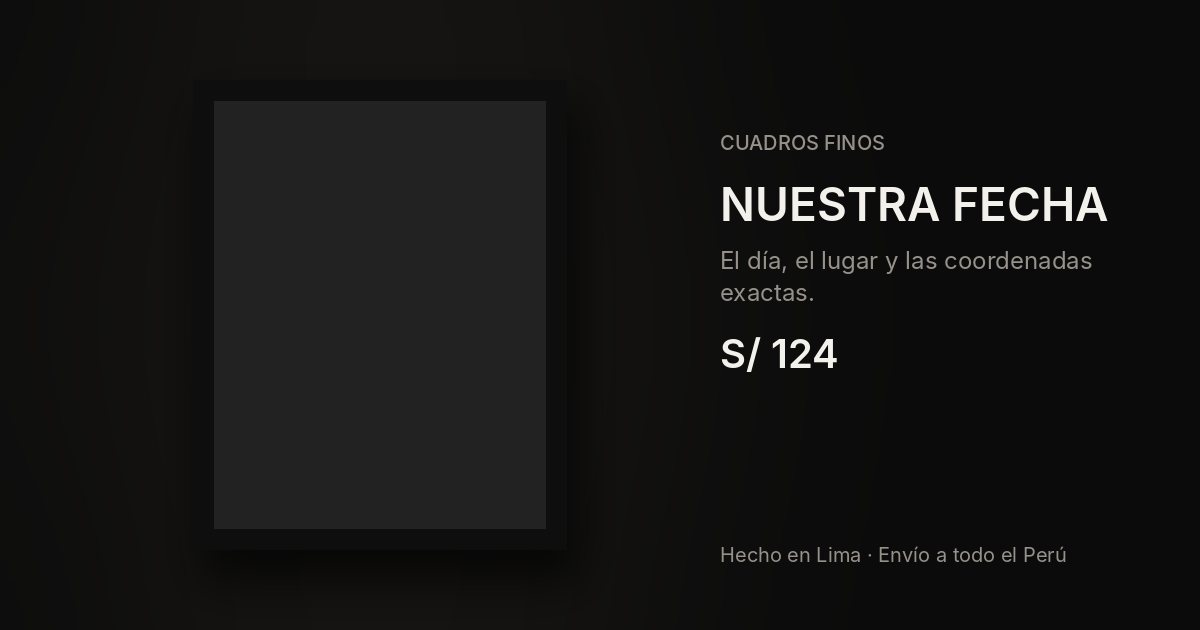 CUADROS FINOS
NUESTRA FECHA
El día, el lugar y las coordenadas
exactas.
S/ 124
Hecho en Lima · Envío a todo el Perú